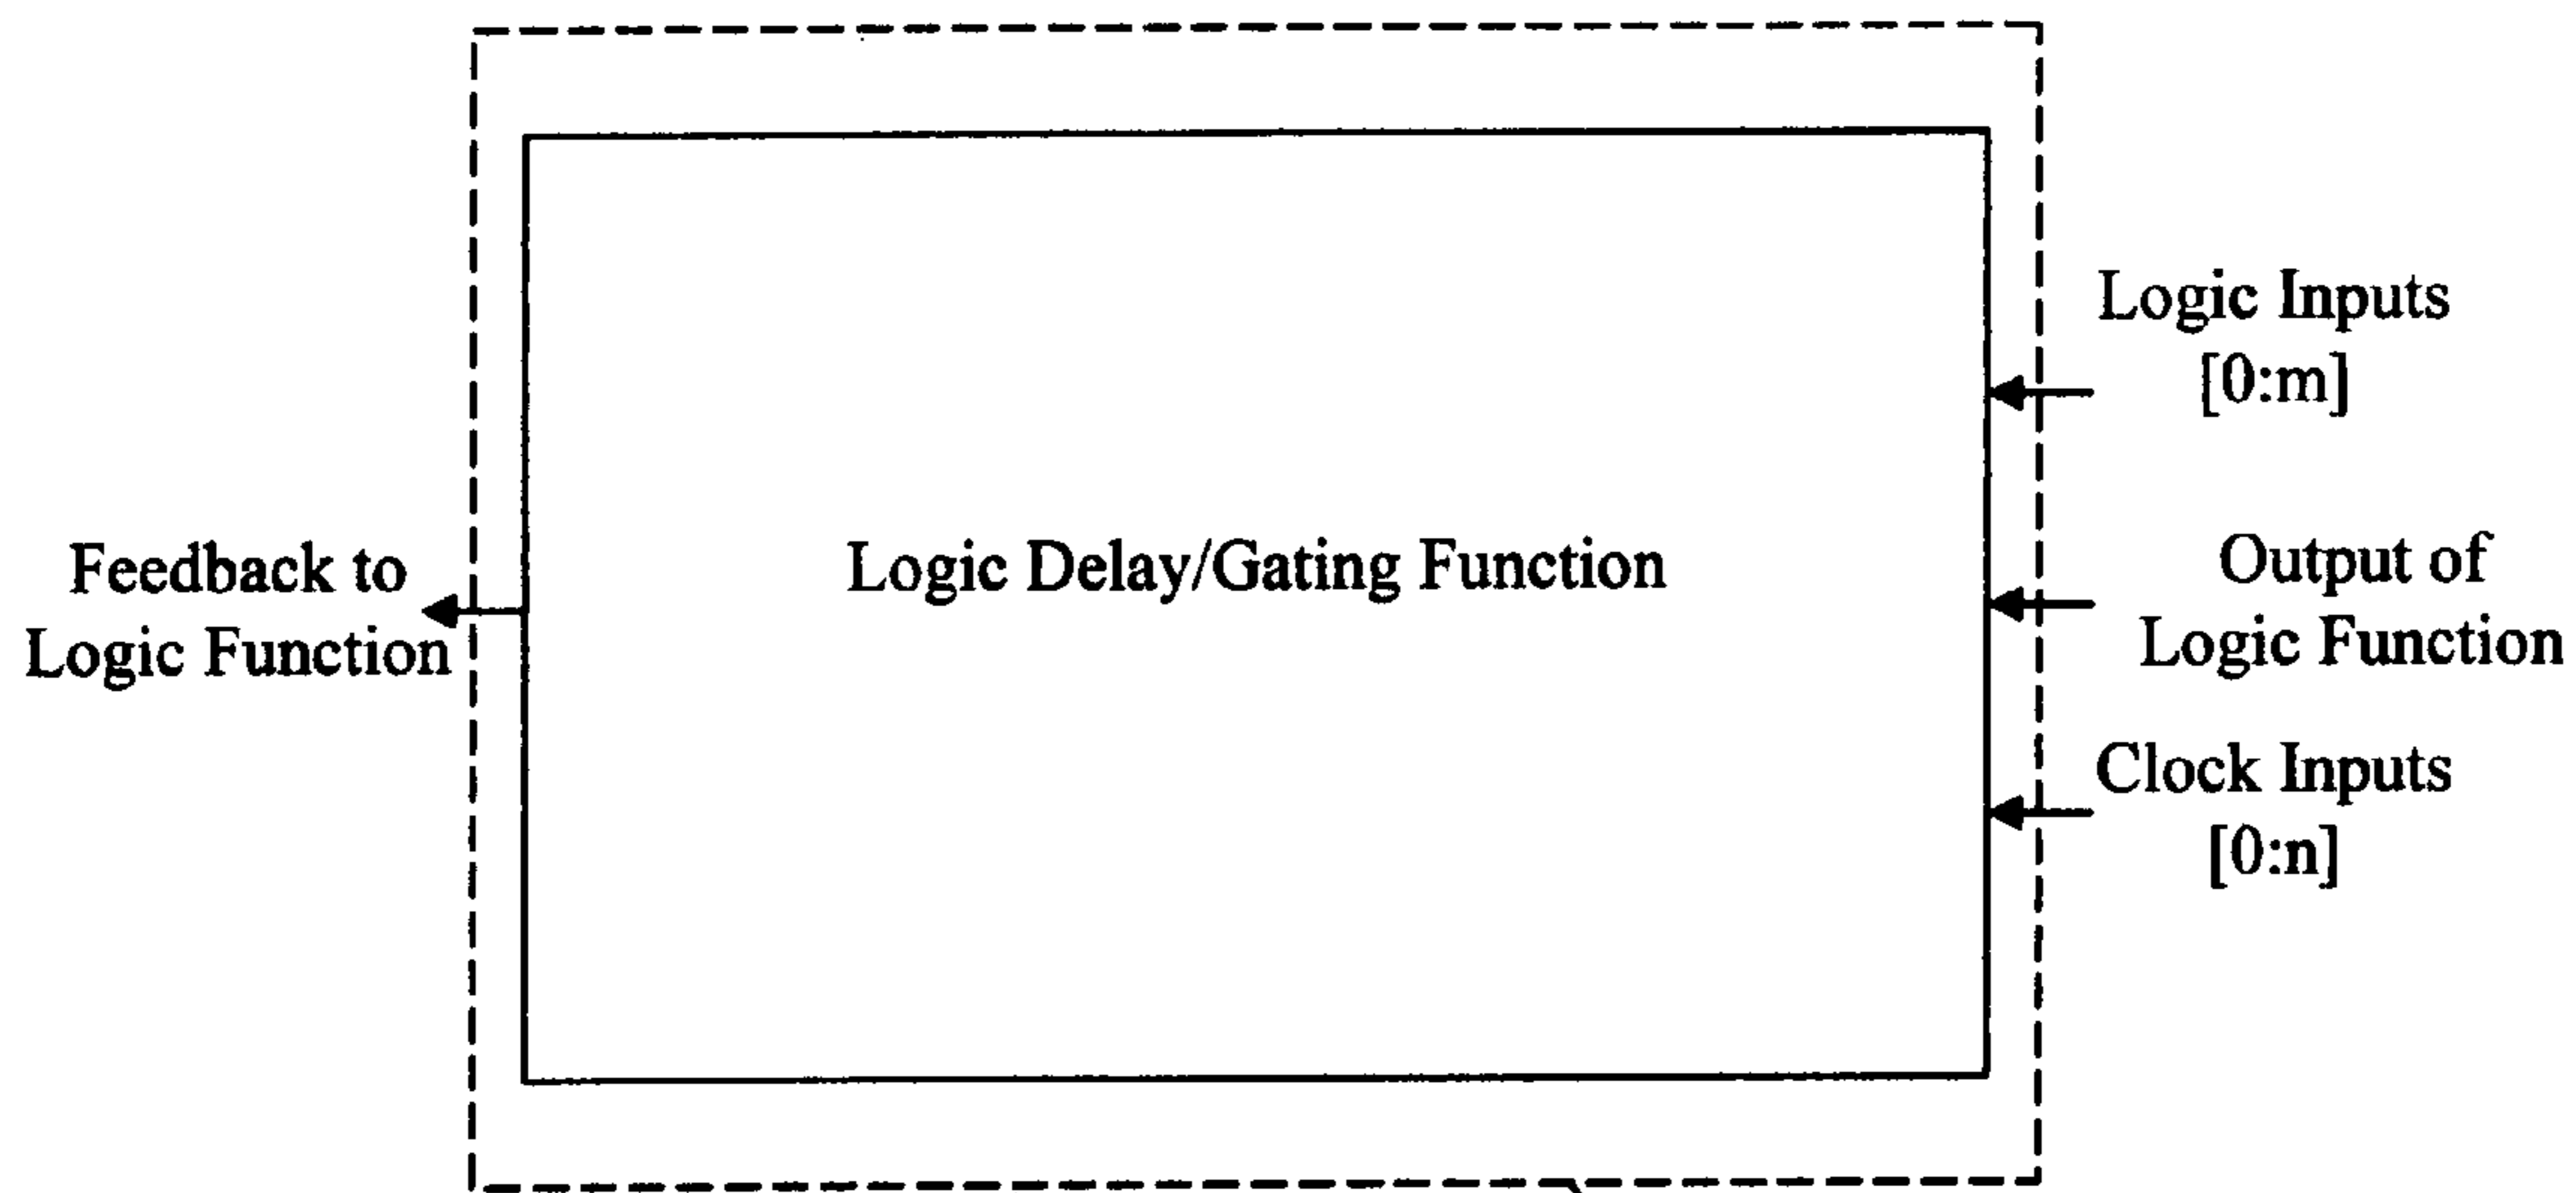 Logic Inputs
[0:m]
Feedback to
Logic Function
Logic Delay/Gating Function
Output of
Logic Function
Clock Inputs
[0:n]